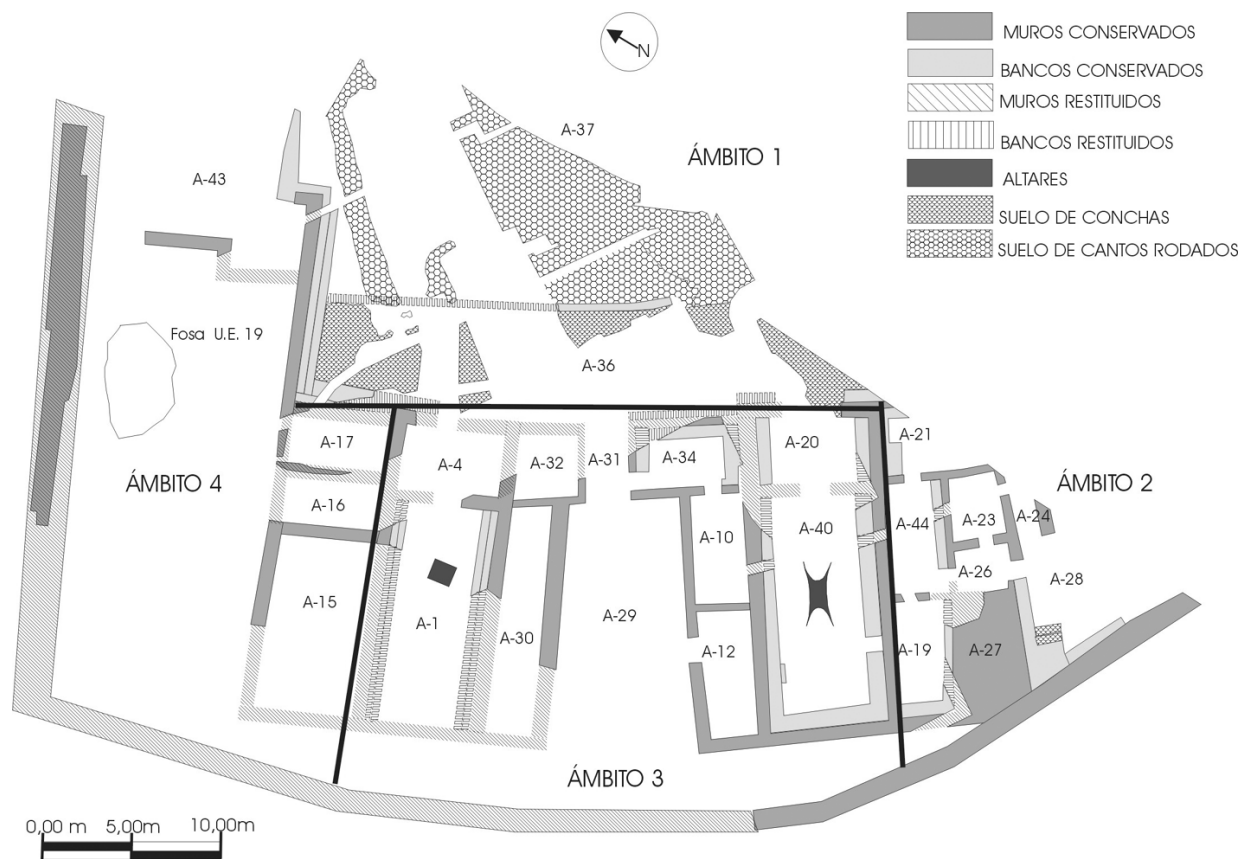 N
MUROS CONSERVADOS
BANCOS CONSERVADOS
MUROS RESTITUIDOS
BANCOS RESTITUIDOS
ALTARES
SUELO DE CONCHAS
SUELO DE CANTOS RODADOS
A-37
ÁMBITO 1
A-43
Fosa U.E. 19
A-36
A-17
A-4
A-32
A-31
A-34
A-20
A-21
ÁMBITO 4
A-16
A-10
A-40
A-44
A-23
A-24
ÁMBITO 2
A-15
A-1
A-30
A-29
A-12
A-19
A-26
A-27
A-28
ÁMBITO 3
0,00 m 5,00m 10,00m